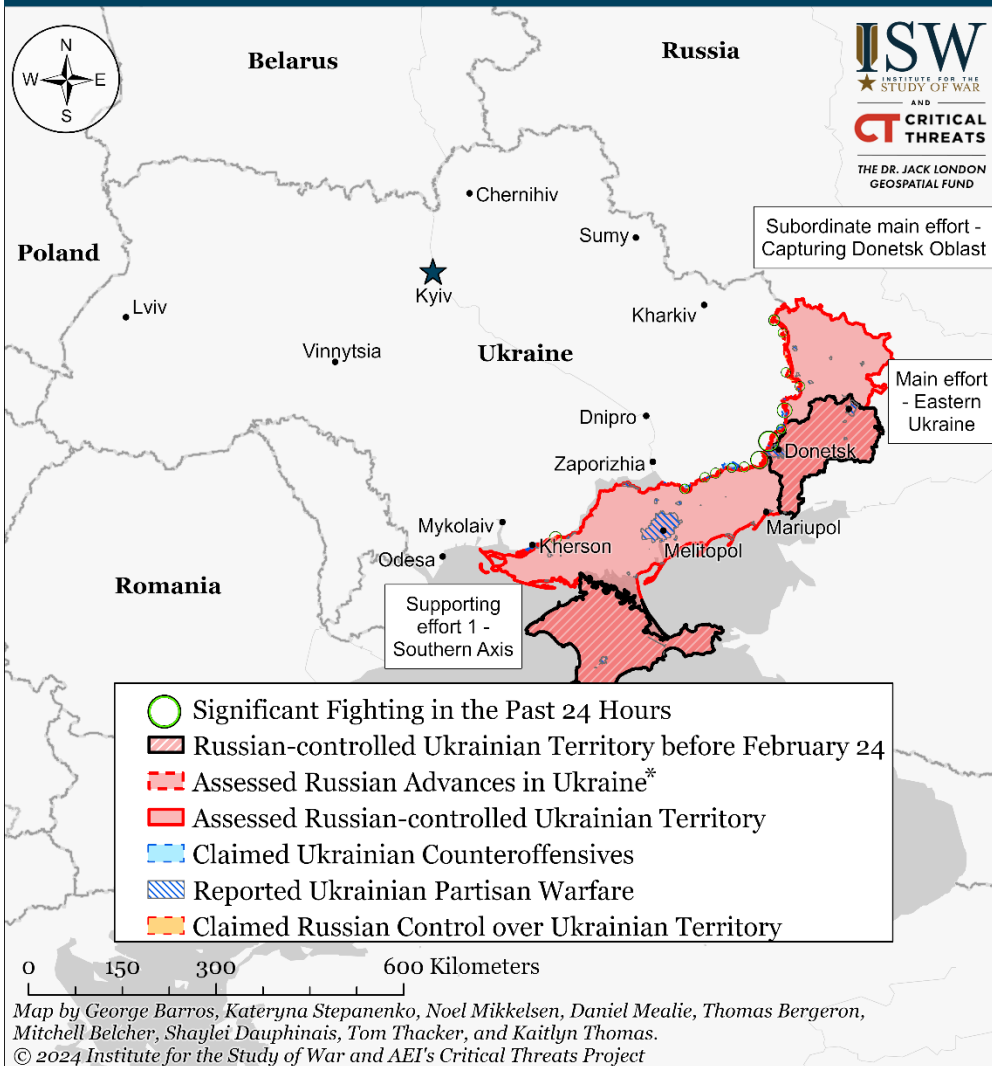 N
W E
S
Belarus
Russia
ISW
INSTITUTE FOR THE
STUDY OF WAR
AND
CT CRITICAL
THREATS
THE DR. JACK LONDON
GEOSPATIAL FUND
Chernihiv
Sumy
Subordinate main effort -
Capturing Donetsk Oblast
Poland
Kyiv
Lviv
Kharkiv
Vinnytsia
Ukraine
Main effort
- Eastern
Ukraine
Dnipro
Donetsk
Zaporizhia
Mykolaiv
Mariupol
Kherson
Melitopol
Odesa
Romania
Supporting
effort 1 -
Southern Axis
Significant Fighting in the Past 24 Hours
Russian-controlled Ukrainian Territory before February 24
Assessed Russian Advances in Ukraine*
Assessed Russian-controlled Ukrainian Territory
Claimed Ukrainian Counteroffensives
Reported Ukrainian Partisan Warfare
Claimed Russian Control over Ukrainian Territory
0 150 300 600 Kilometers
Map by George Barros, Kateryna Stepanenko, Noel Mikkelsen, Daniel Mealie, Thomas Bergeron,
Mitchell Belcher, Shaylei Dauphinais, Tom Thacker, and Kaitlyn Thomas.
© 2024 Institute for the Study of War and AEI's Critical Threats Project